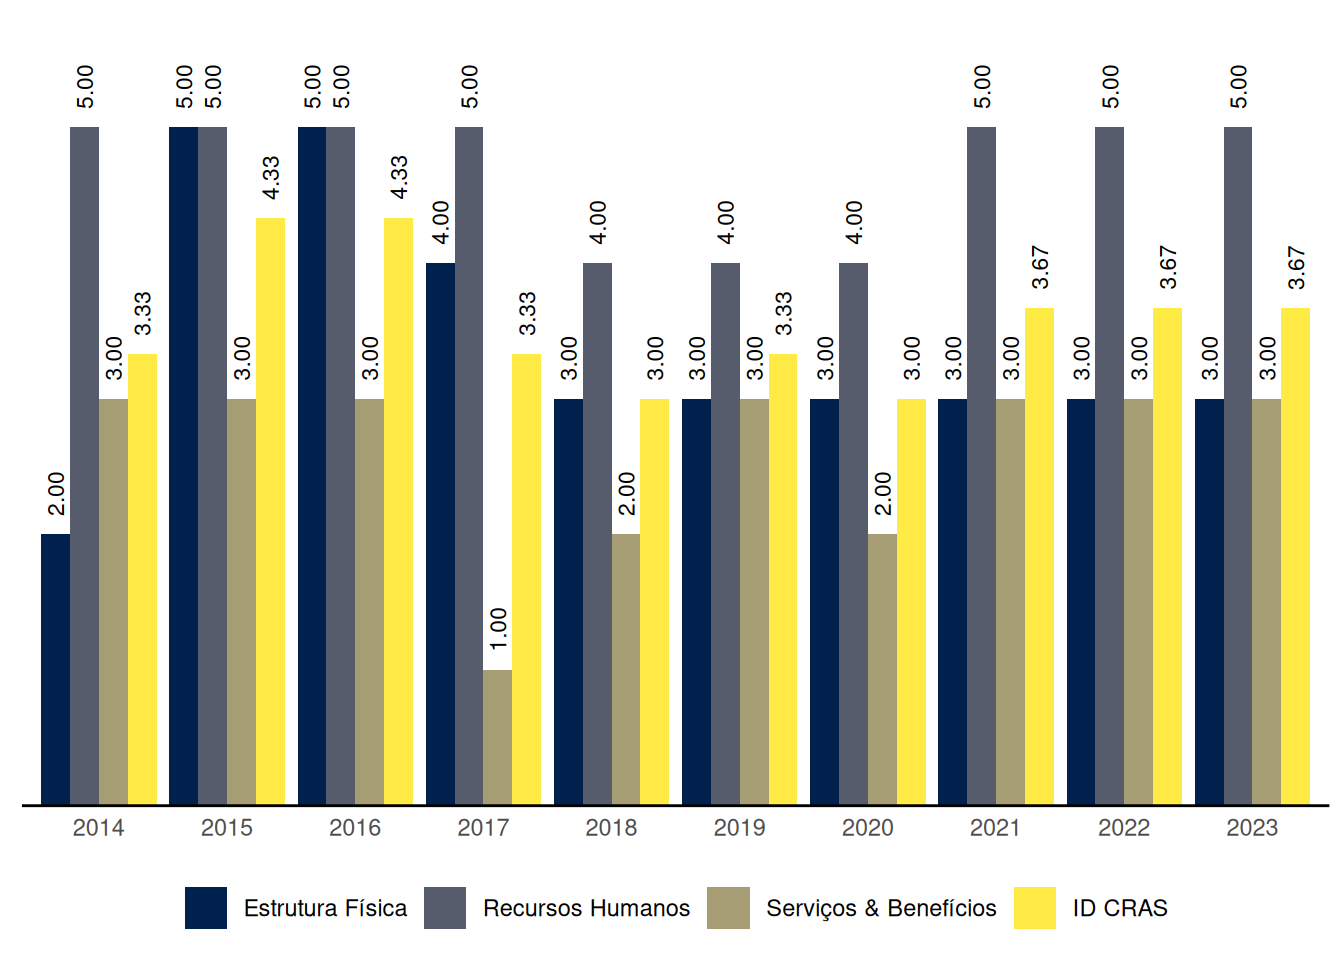 5.00 5.00 5.00 5.00 5.00 5.00 5.00 5.00 5.00
4.33 4.33
4.00 4.00 4.00 4.00
3.67 3.67 3.67
3.33 3.33 3.33
3.00 3.00 3.00 3.00 3.00 3.00 3.00 3.00 3.00 3.00 3.00 3.00 3.00 3.00
2.00 2.00 2.00
1.00
2014 2015 2016 2017 2018 2019 2020 2021 2022 2023
Estrutura Física Recursos Humanos Serviços & Benefícios ID CRAS